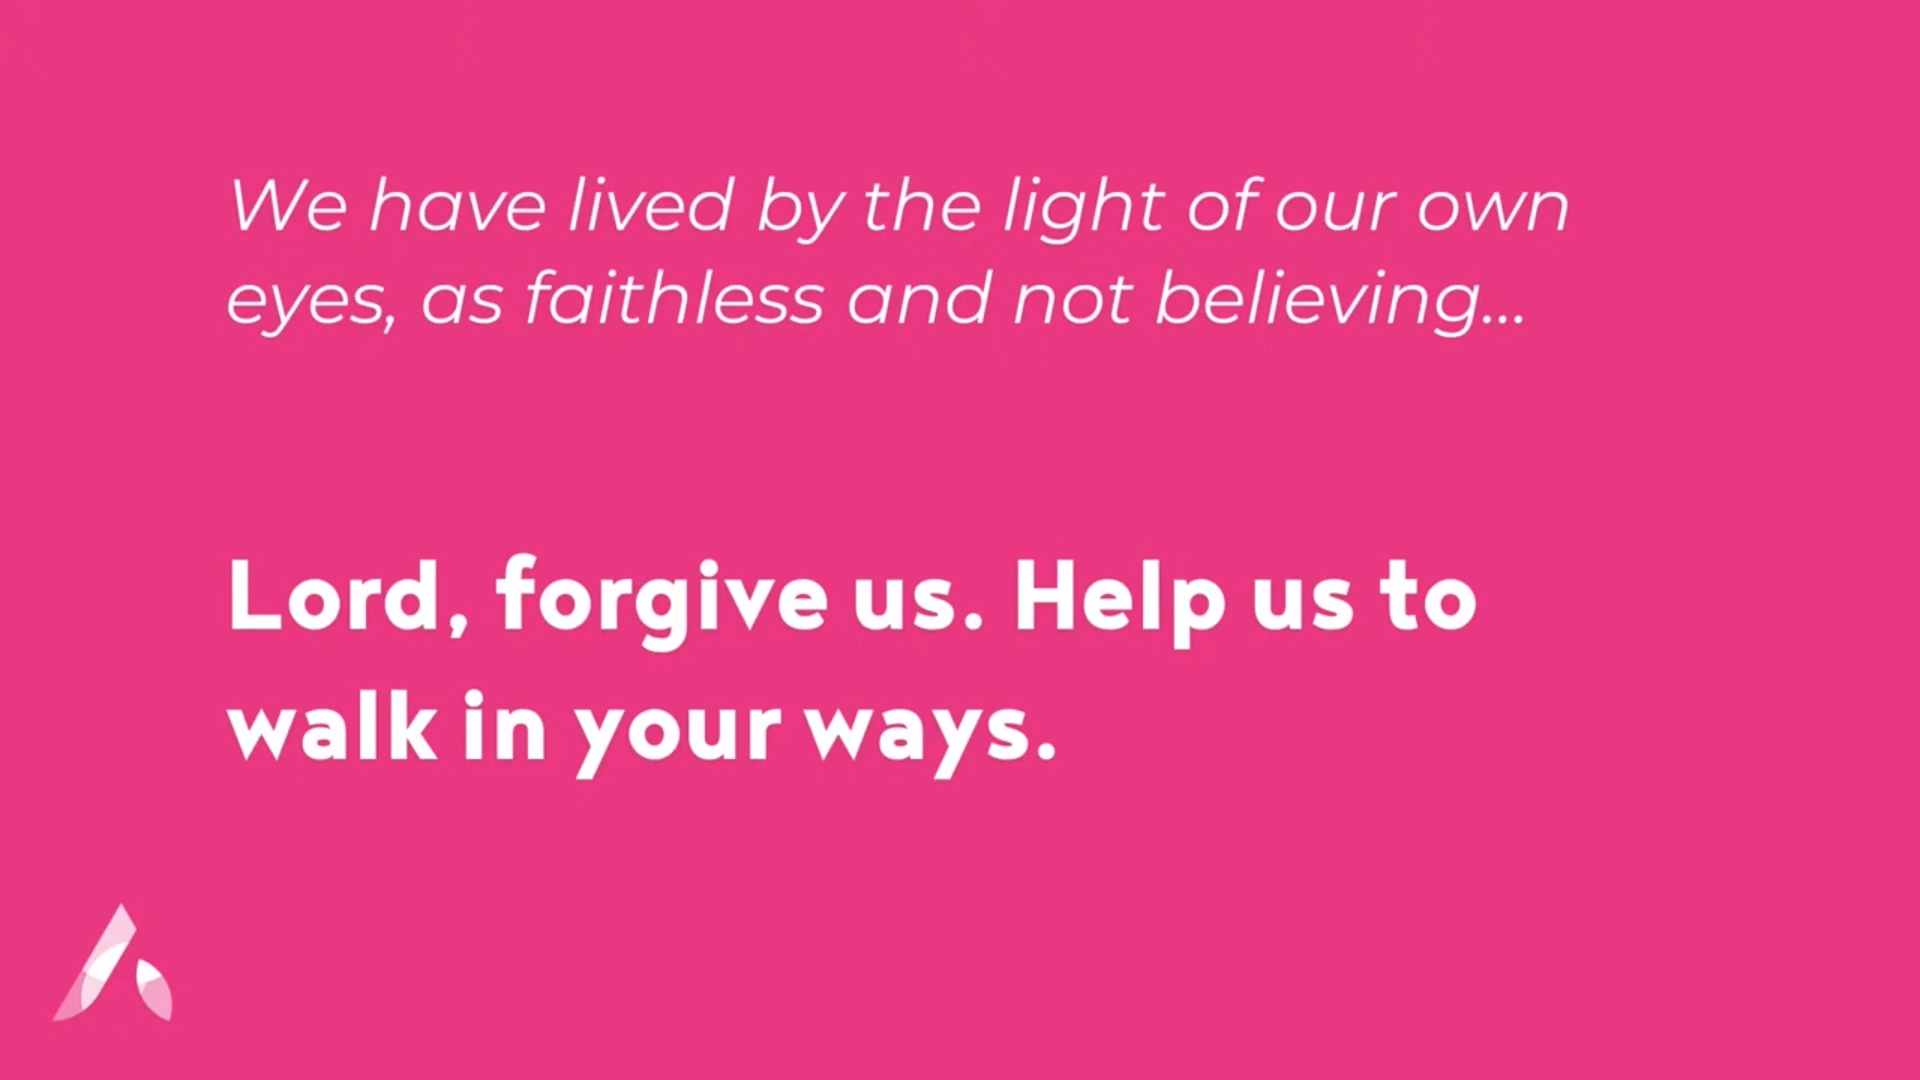 We have lived by the light of our own
eyes, as faithless and not believing...
Lord, forgive us. Help us to
walk in your ways.